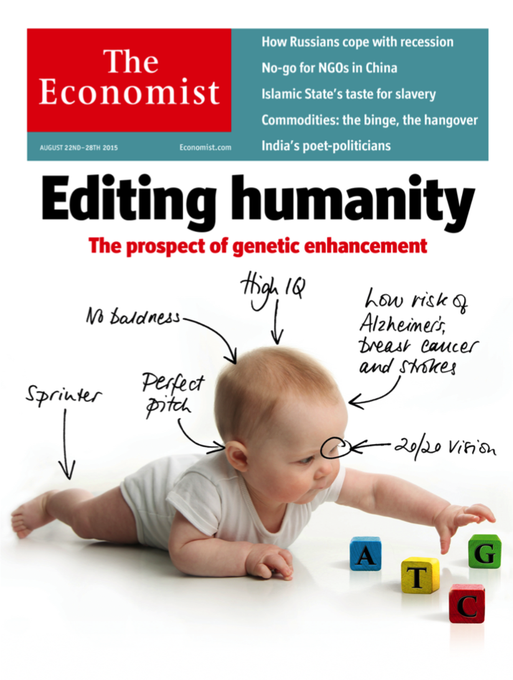 The
Economist
AUGUST 22ND–28TH 2015
Economist.com
How Russians cope with recession
No-go for NGOs in China
Islamic State's taste for slavery
Commodities: the binge, the hangover
India's poet-politicians
Editing humanity
The prospect of genetic enhancement
High IQ
No baldness
Low risk of
Alzheimer's,
breast cancer
and strokes
Sprinter
Perfect
pitch
20/20 vision
A
T
G
C